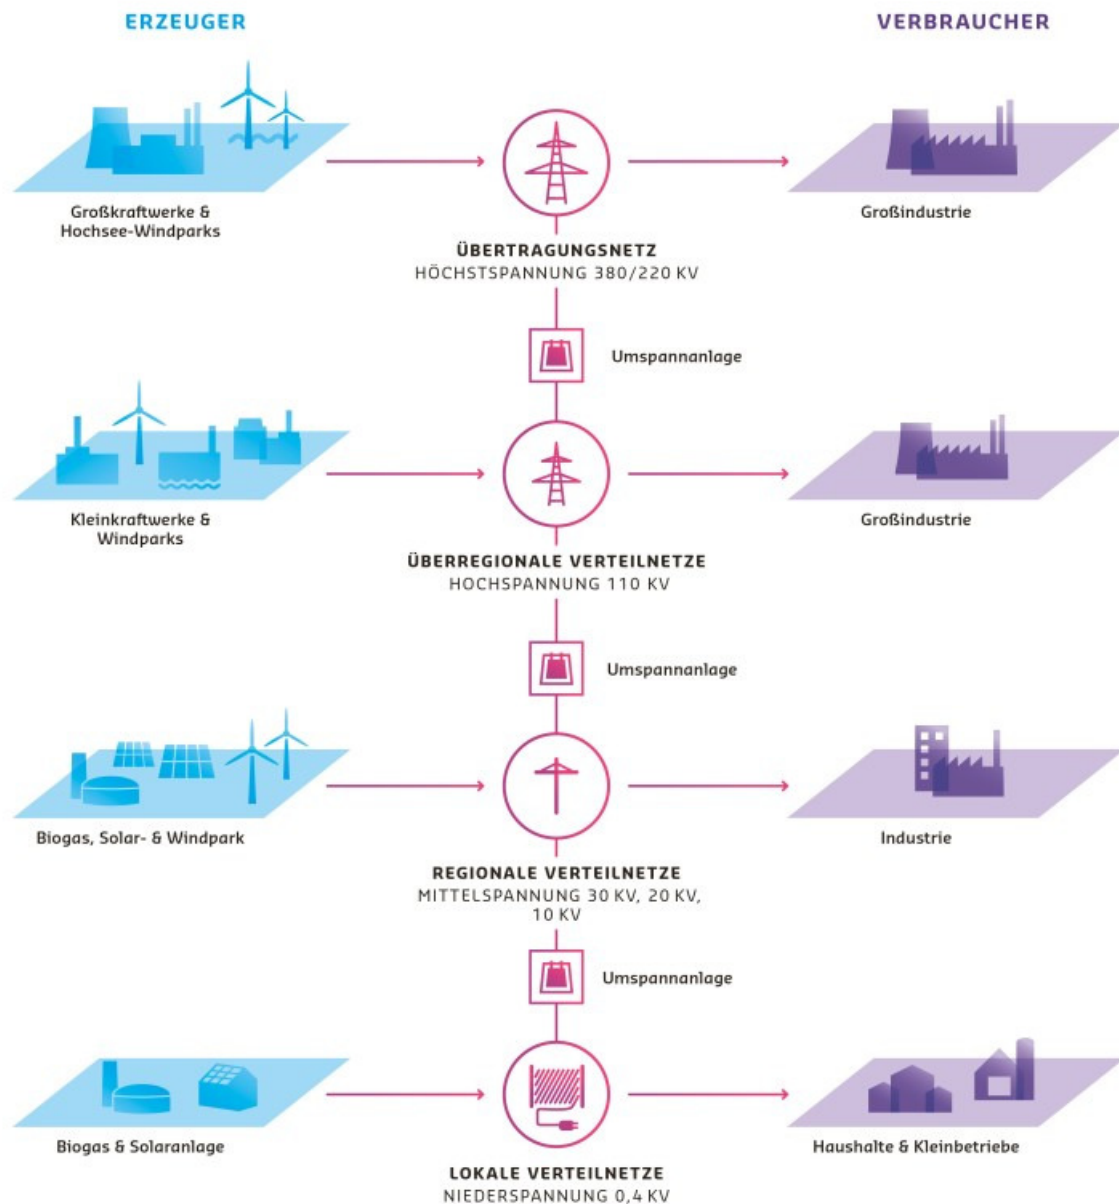 ERZEUGER
VERBRAUCHER
Großkraftwerke &
Hochsee-Windparks
Großindustrie
ÜBERTRAGUNGSNETZ
HÖCHSTSPANNUNG 380/220 KV
Umspannanlage
Kleinkraftwerke &
Windparks
Großindustrie
ÜBERREGIONALE VERTEILNETZE
HOCHSPANNUNG 110 KV
Umspannanlage
Biogas, Solar- & Windpark
Industrie
REGIONALE VERTEILNETZE
MITTELSPANNUNG 30 KV, 20 KV,
10 KV
Umspannanlage
Biogas & Solaranlage
Haushalte & Kleinbetriebe
LOKALE VERTEILNETZE
NIEDERSPANNUNG 0,4 KV